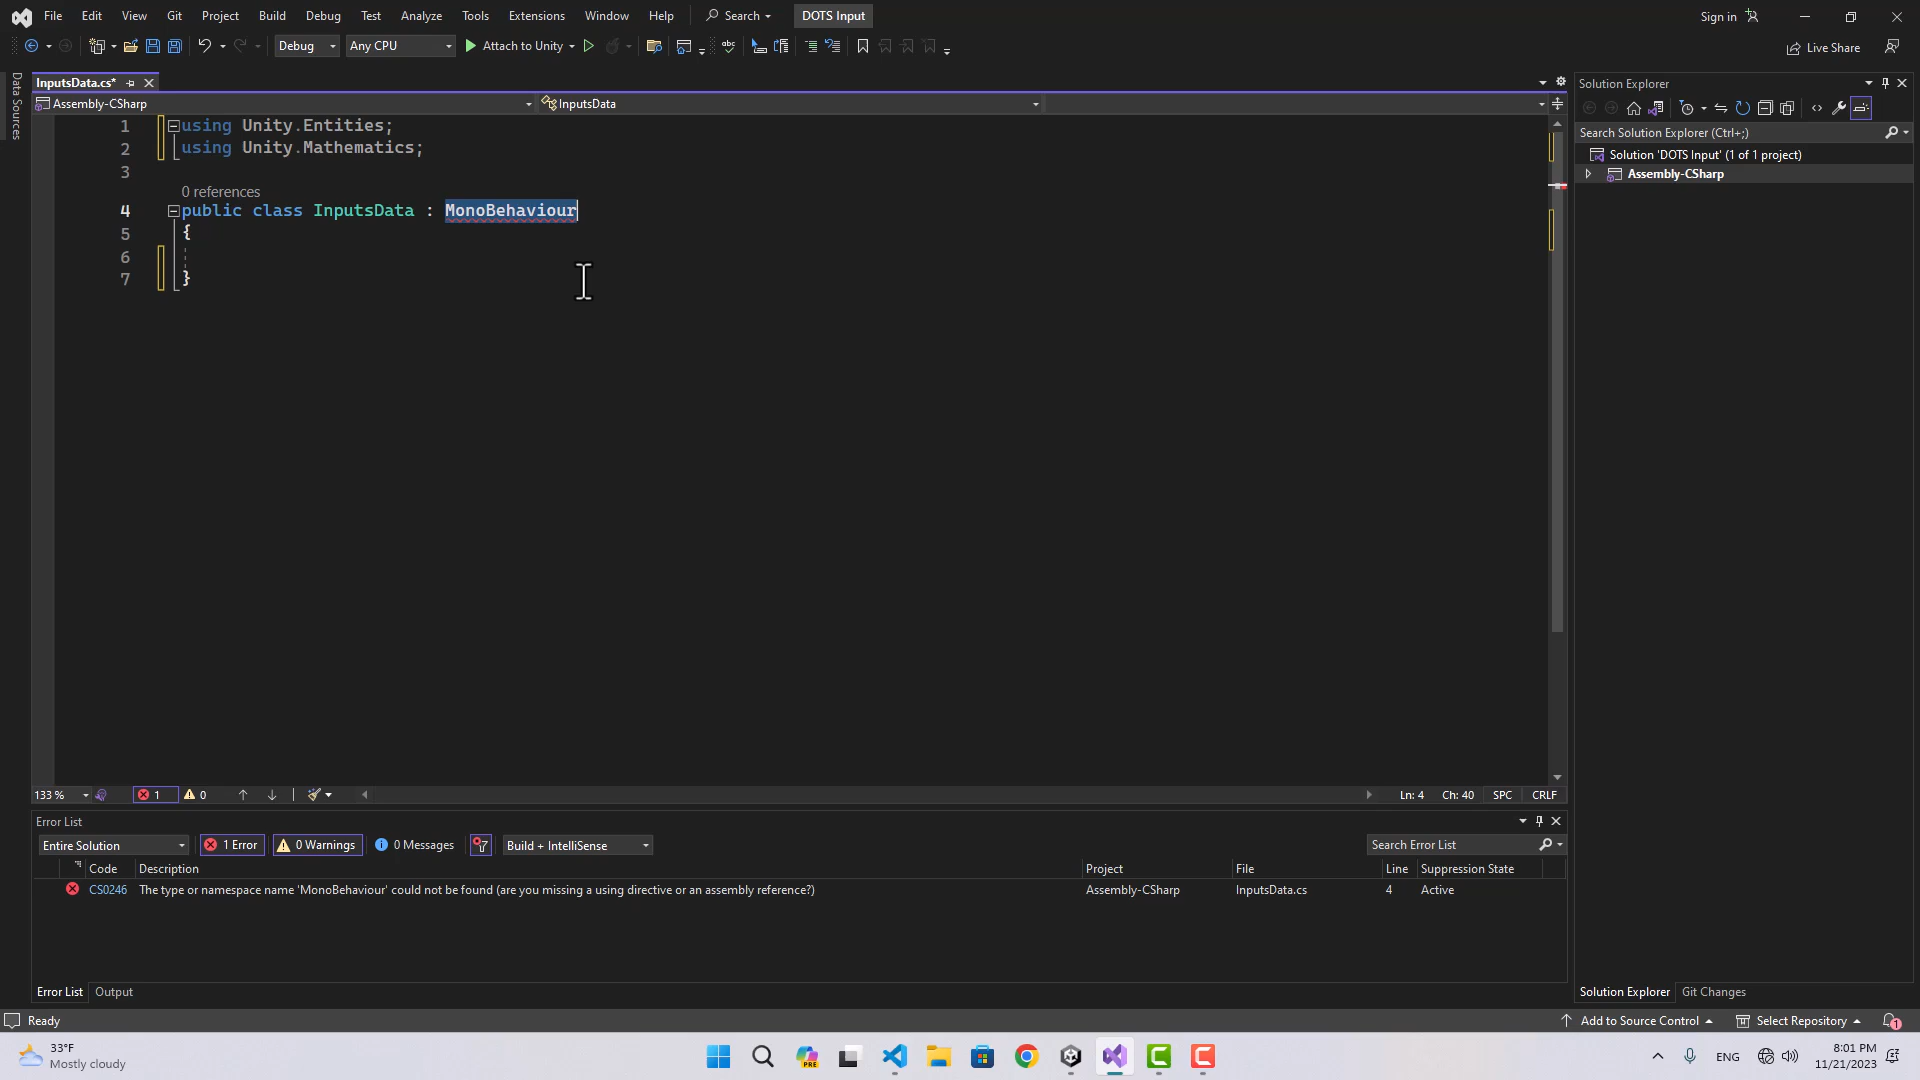 File Edit View Git Project Build Debug Test Analyze Tools Extensions Window Help Search DOTS Input Sign in
Debug Any CPU Attach to Unity Live Share
Data Sources
InputsData.cs*
Assembly-CSharp InputsData
1 using Unity.Entities;
2 using Unity.Mathematics;
3
0 references
4 public class InputsData : MonoBehaviour
5 {
6
7 }
133 % 1 0 Ln: 4 Ch: 40 SPC CRLF
Error List
Entire Solution 1 Error 0 Warnings 0 Messages Build + IntelliSense Search Error List
Code Description Project File Line Suppression State
CS0246 The type or namespace name 'MonoBehaviour' could not be found (are you missing a using directive or an assembly reference?) Assembly-CSharp InputsData.cs 4 Active
Error List Output
Solution Explorer
Search Solution Explorer (Ctrl+;)
Solution 'DOTS Input' (1 of 1 project)
Assembly-CSharp
Solution Explorer Git Changes
Ready Add to Source Control Select Repository 1
33°F
Mostly cloudy
PRE
ENG
8:01 PM
11/21/2023